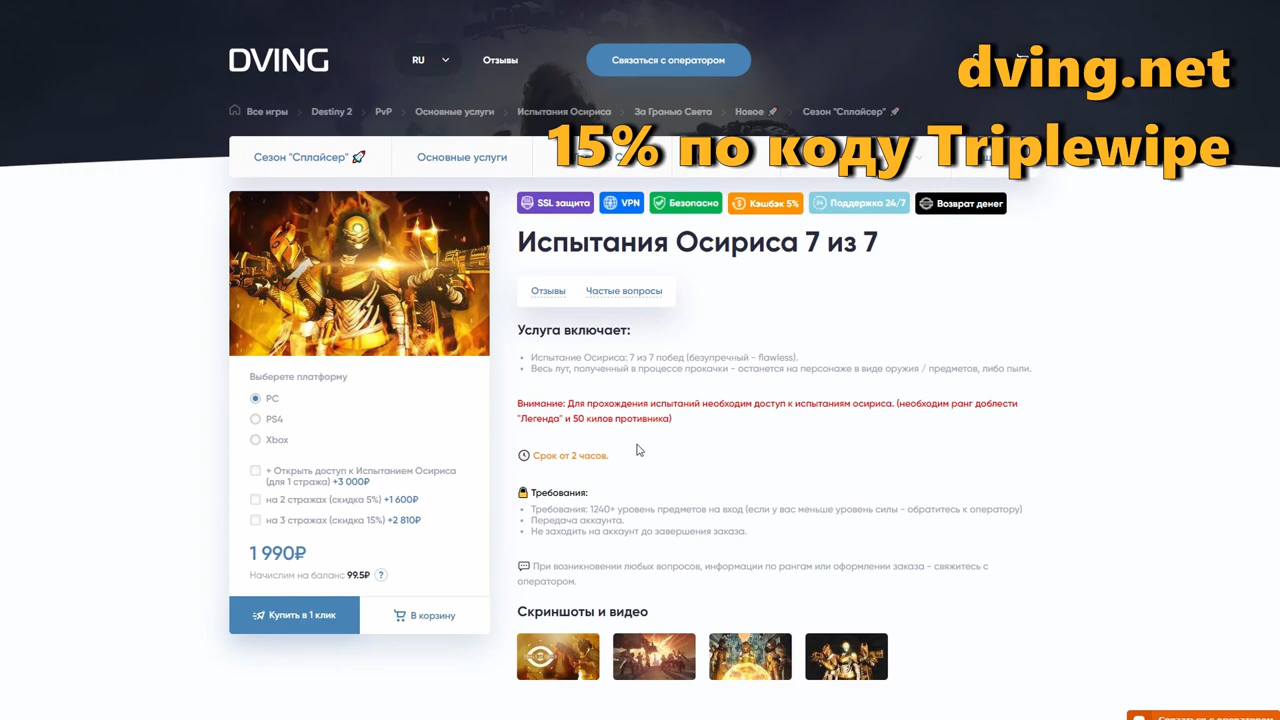 DVING
RU
Отзывы
Связаться с оператором
dving.net
Все игры
Destiny 2
PvP
Основные услуги
Испытания Осириса
За Гранью Света
Новое 🚀
Сезон "Сплайсер" 🚀
15% по коду Triplewipe
Сезон "Сплайсер" 🚀
Основные услуги
SSL защита
VPN
Безопасно
Кэшбэк 5%
Поддержка 24/7
Возврат денег
Испытания Осириса 7 из 7
Отзывы
Частые вопросы
Услуга включает:
• Испытание Осириса: 7 из 7 побед (безупречный - flawless).
• Весь лут, полученный в процессе прокачки - останется на персонаже в виде оружия / предметов, либо пыли.
Внимание: Для прохождения испытаний необходим доступ к испытаниям осириса. (необходим ранг доблести
"Легенда" и 50 килов противника)
Срок от 2 часов.
Требования:
• Требования: 1240+ уровень предметов на вход (если у вас меньше уровень силы - обратитесь к оператору)
• Передача аккаунта.
• Не заходить на аккаунт до завершения заказа.
При возникновении любых вопросов, информации по рангам или оформлении заказа - свяжитесь с
оператором.
Скриншоты и видео
Выберете платформу
PC
PS4
Xbox
+ Открыть доступ к Испытанием Осириса
(для 1 стража) +3 000₽
на 2 стражах (скидка 5%) +1 600₽
на 3 стражах (скидка 15%) +2 810₽
1 990₽
Начислим на баланс 99.5₽ ?
Купить в 1 клик
В корзину